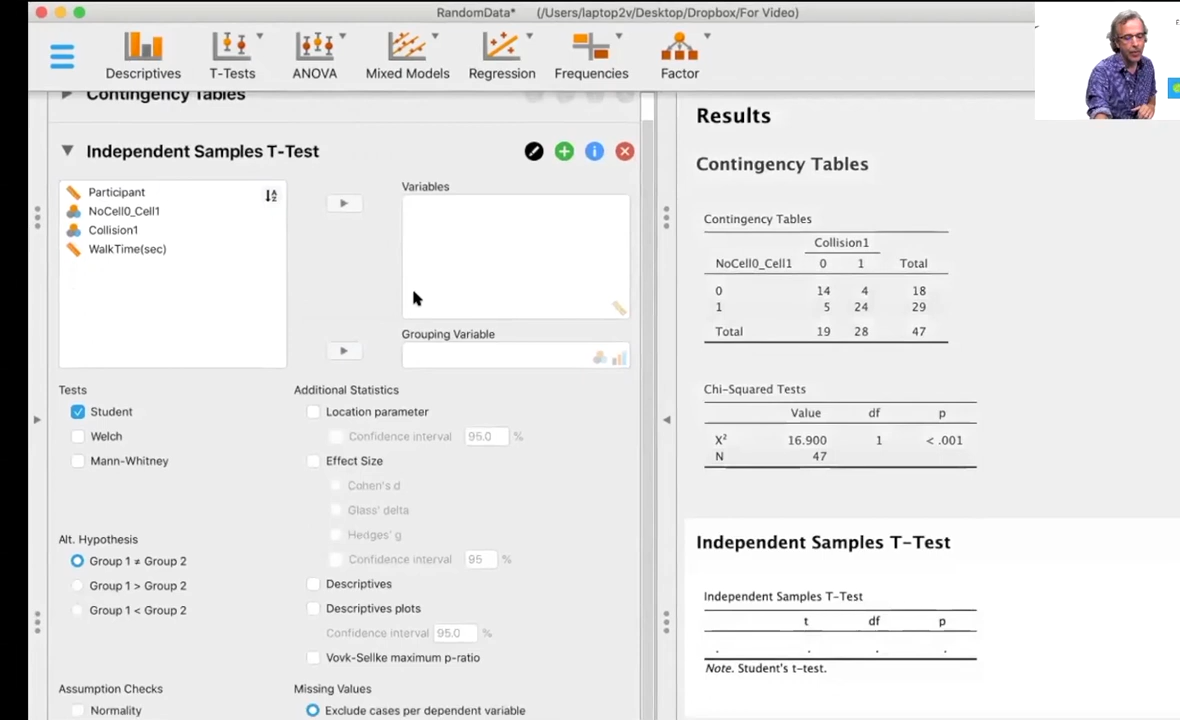 RandomData* (/Users/laptop2v/Desktop/Dropbox/For Video)
Descriptives T-Tests ANOVA Mixed Models Regression Frequencies Factor
Contingency Tables
Independent Samples T-Test
Participant
NoCell0_Cell1
Collision1
WalkTime(sec)
Variables
Grouping Variable
Tests
Student
Welch
Mann-Whitney
Alt. Hypothesis
Group 1 ≠ Group 2
Group 1 > Group 2
Group 1 < Group 2
Assumption Checks
Normality
Additional Statistics
Location parameter
Confidence interval 95.0 %
Effect Size
Cohen's d
Glass' delta
Hedges' g
Confidence interval 95 %
Descriptives
Descriptives plots
Confidence interval 95.0 %
Vovk-Sellke maximum p-ratio
Missing Values
Exclude cases per dependent variable
Results
Contingency Tables
Contingency Tables
Collision1
NoCell0_Cell1 0 1 Total
0 14 4 18
1 5 24 29
Total 19 28 47
Chi-Squared Tests
Value df p
X² 16.900 1 < .001
N 47
Independent Samples T-Test
Independent Samples T-Test
t df p
. . . .
Note. Student's t-test.